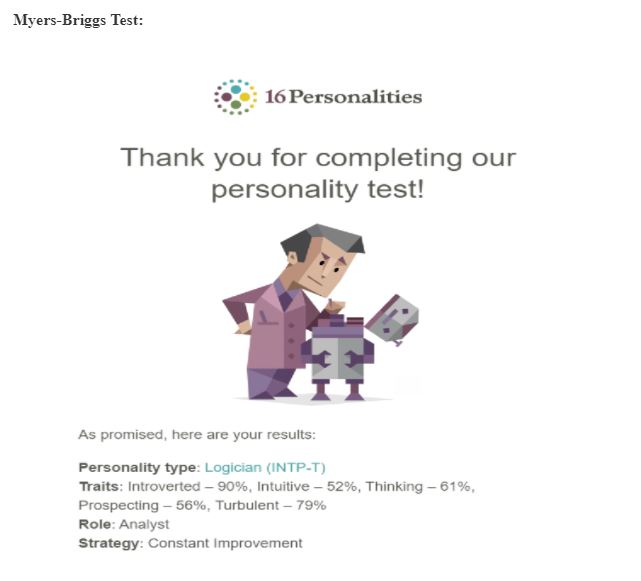 Myers-Briggs Test:
16Personalities
Thank you for completing our
personality test!
As promised, here are your results:
Personality type: Logician (INTP-T)
Traits: Introverted – 90%, Intuitive – 52%, Thinking – 61%,
Prospecting – 56%, Turbulent – 79%
Role: Analyst
Strategy: Constant Improvement